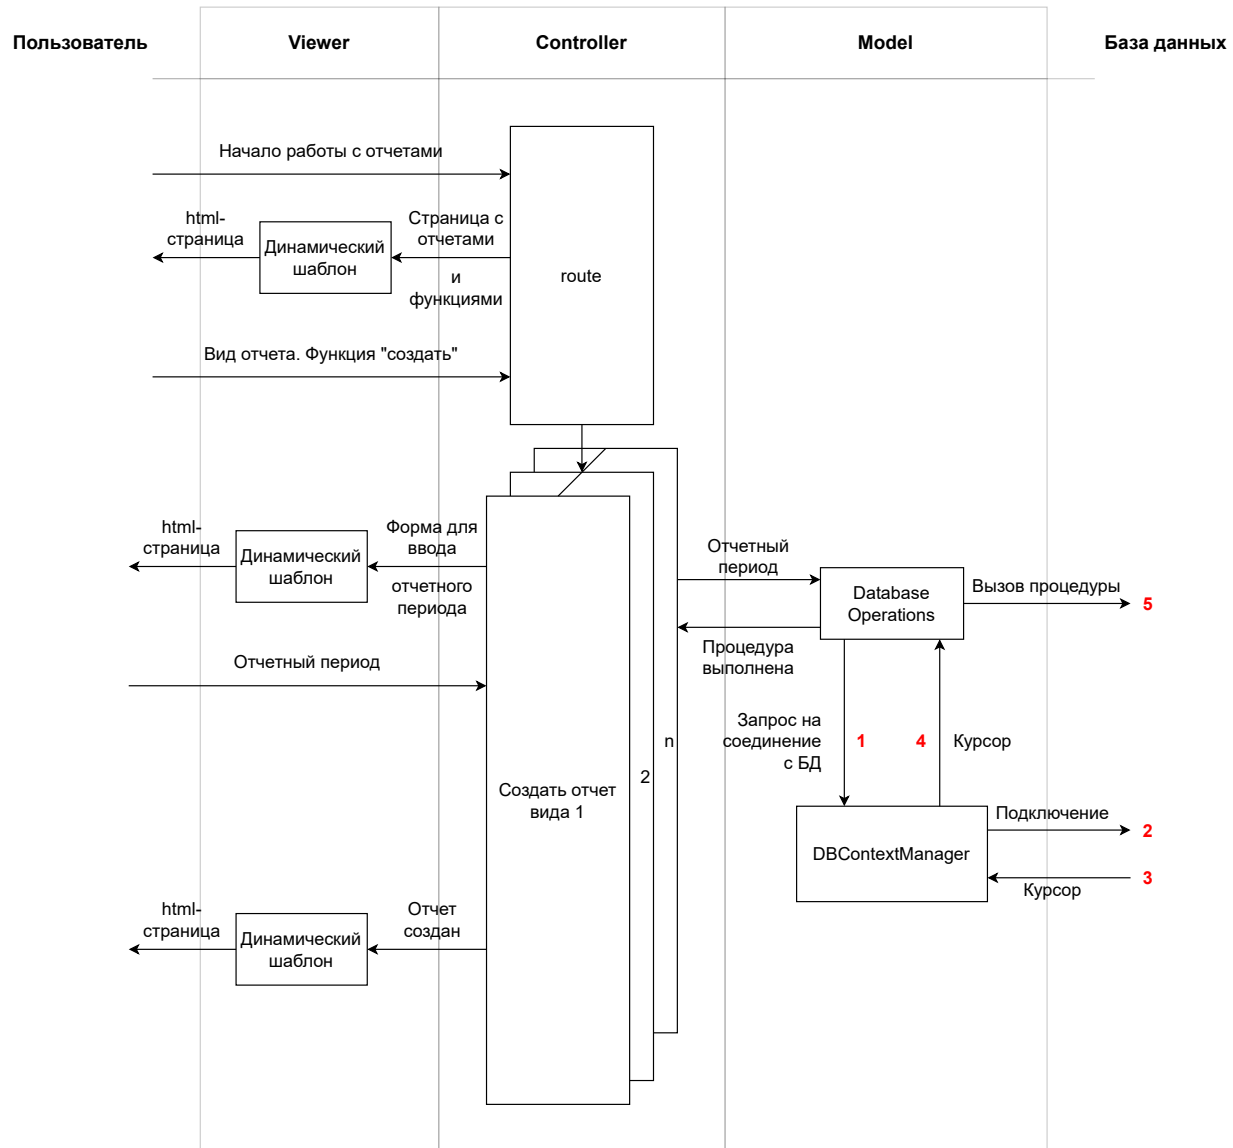 Пользователь
Viewer
Controller
Model
База данных
Начало работы с отчетами
html-
страница
Динамический
шаблон
Страница с
отчетами
и
функциями
route
Вид отчета. Функция "создать"
html-
страница
Динамический
шаблон
Форма для
ввода
отчетного
периода
Отчетный
период
Database
Operations
Вызов процедуры
5
Процедура
выполнена
Отчетный период
Запрос на
соединение
с БД
1
4
Курсор
n
2
Создать отчет
вида 1
DBContextManager
Подключение
2
3
Курсор
html-
страница
Динамический
шаблон
Отчет
создан